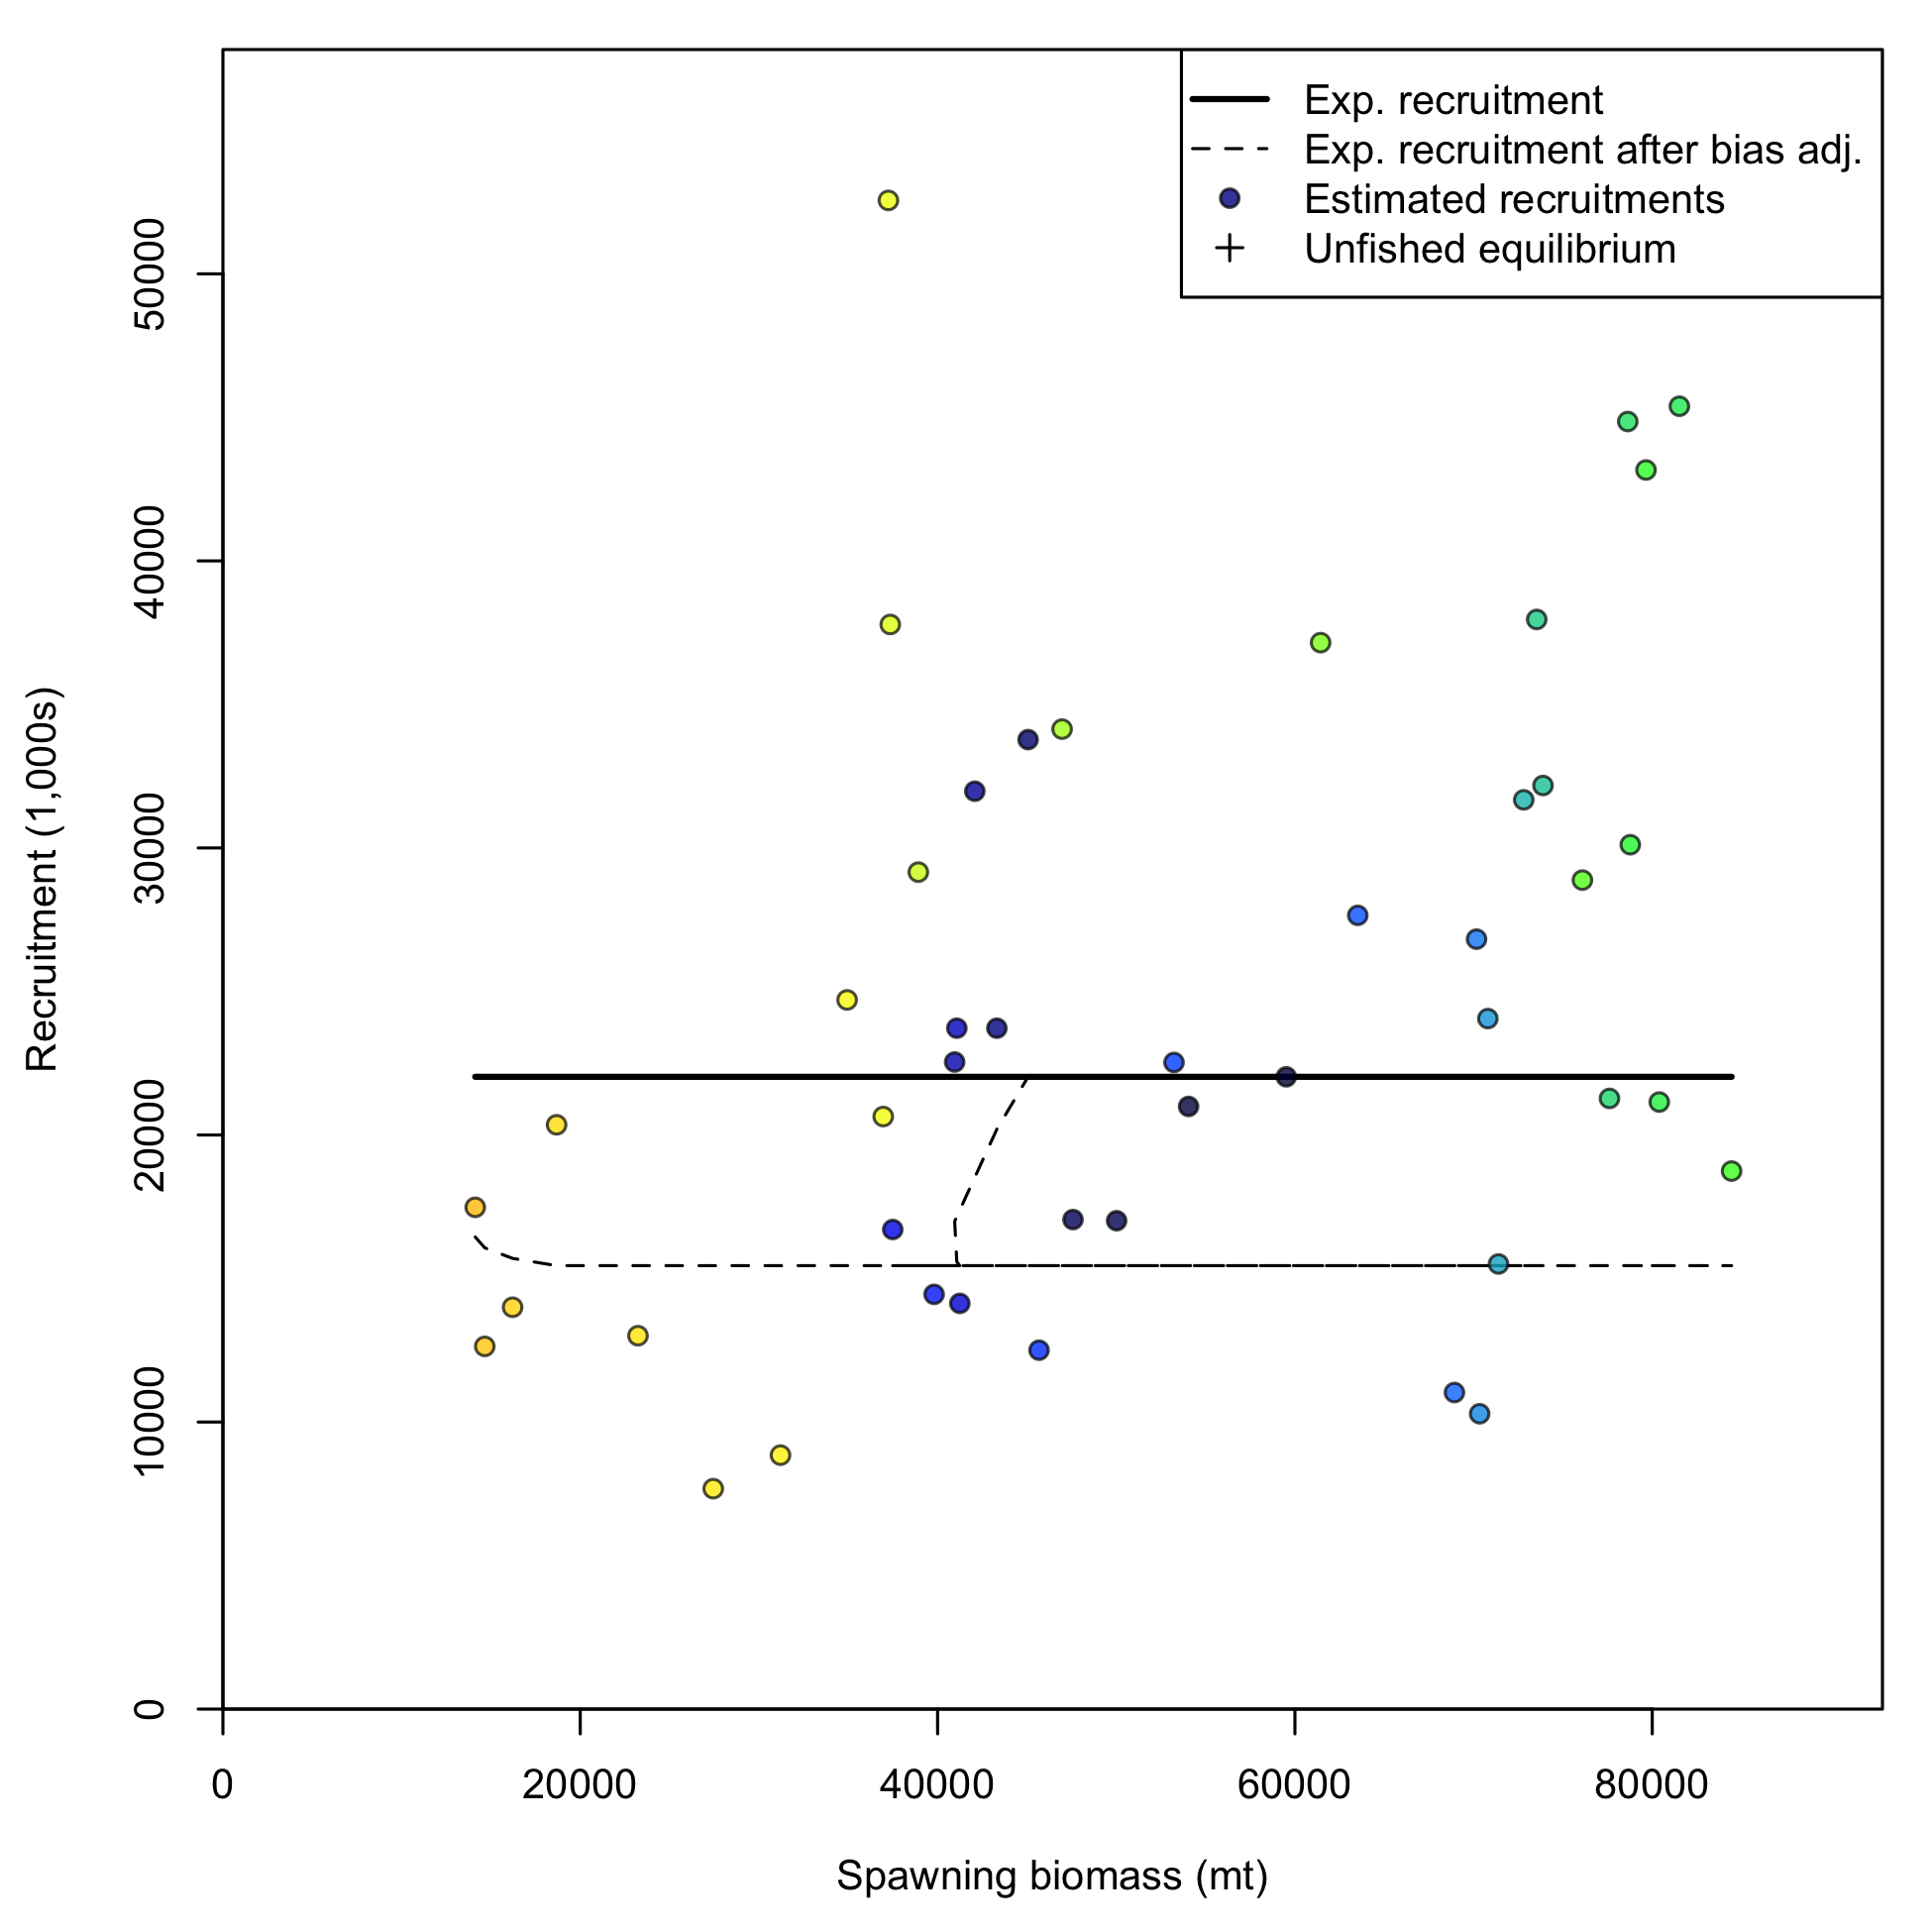 Exp. recruitment
Exp. recruitment after bias adj.
Estimated recruitments
Unfished equilibrium
50000
40000
30000
20000
10000
0
Recruitment (1,000s)
0 20000 40000 60000 80000
Spawning biomass (mt)